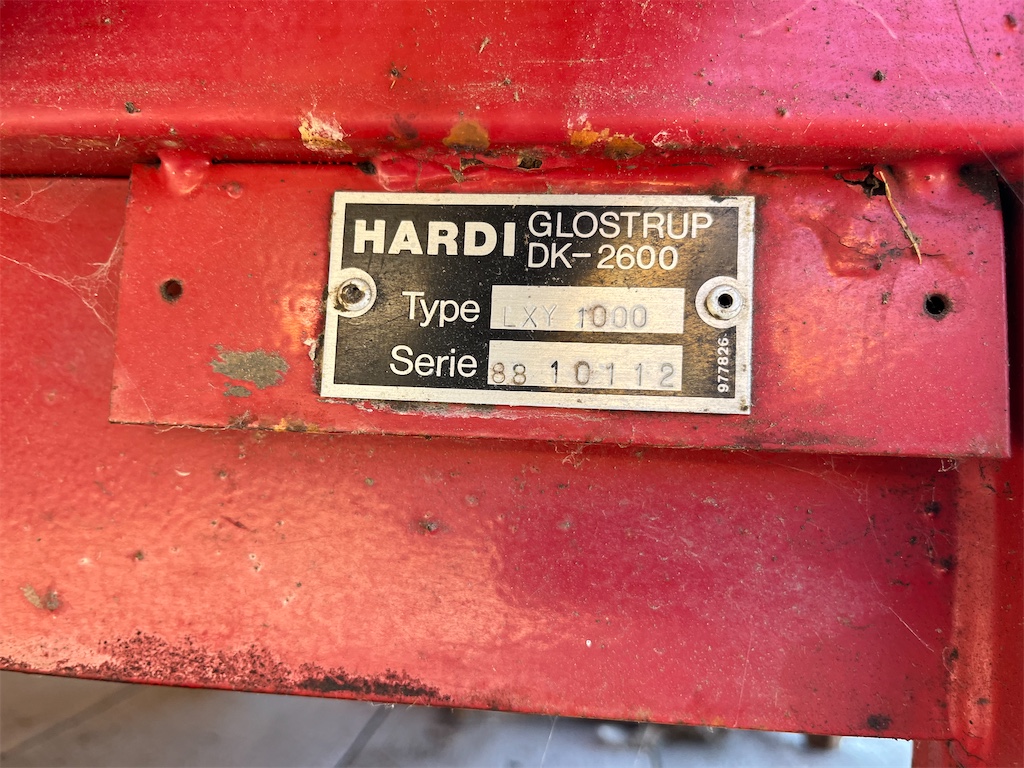 HARDI GLOSTRUP
DK-2600
Type LXY 1000
Serie 88 10112
977826